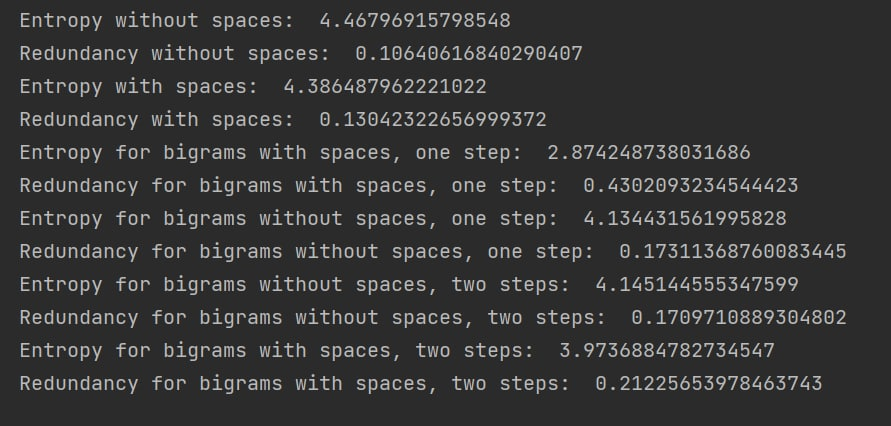 Entropy without spaces:  4.46796915798548
Redundancy without spaces:  0.10640616840290407
Entropy with spaces:  4.386487962221022
Redundancy with spaces:  0.13042322656999372
Entropy for bigrams with spaces, one step:  2.874248738031686
Redundancy for bigrams with spaces, one step:  0.4302093234544423
Entropy for bigrams without spaces, one step:  4.134431561995828
Redundancy for bigrams without spaces, one step:  0.17311368760083445
Entropy for bigrams without spaces, two steps:  4.145144555347599
Redundancy for bigrams without spaces, two steps:  0.1709710889304802
Entropy for bigrams with spaces, two steps:  3.9736884782734547
Redundancy for bigrams with spaces, two steps:  0.21225653978463743